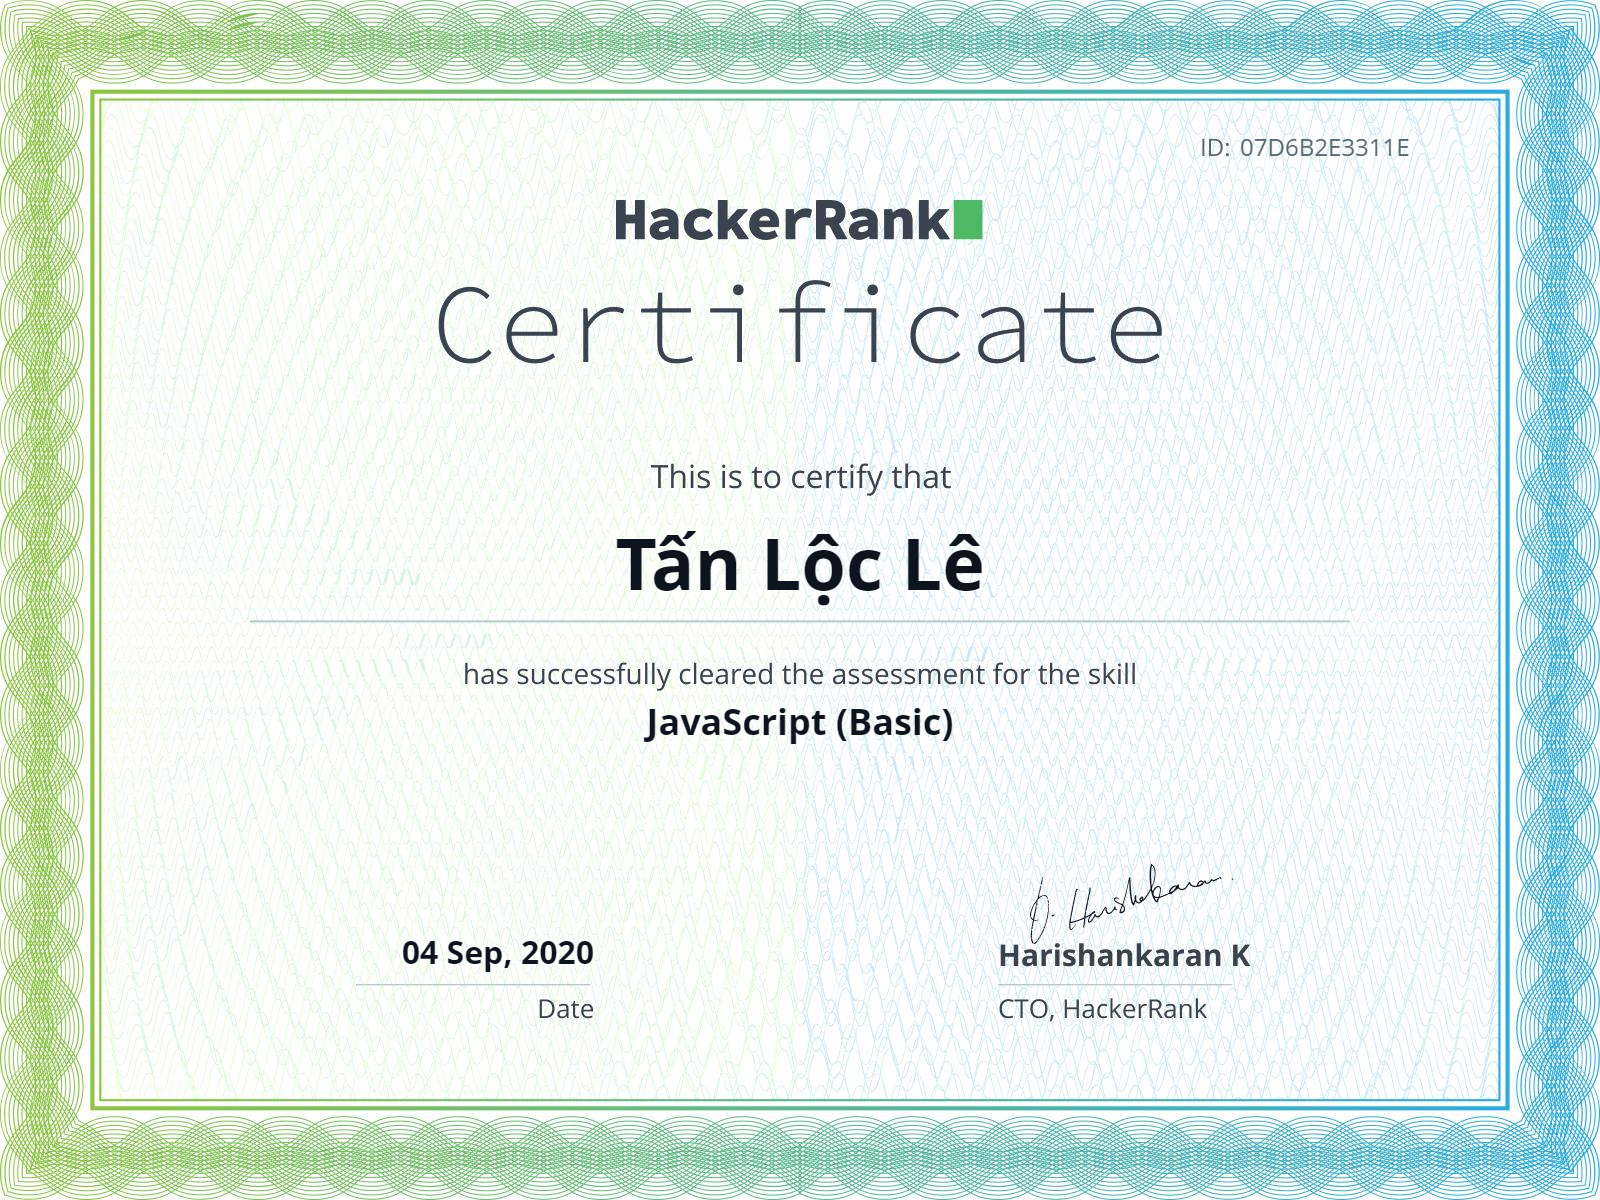 ID: 07D6B2E3311E
HackerRank
Certificate
This is to certify that
Tấn Lộc Lê
has successfully cleared the assessment for the skill
JavaScript (Basic)
04 Sep, 2020
Date
D. Harishankaran
Harishankaran K
CTO, HackerRank